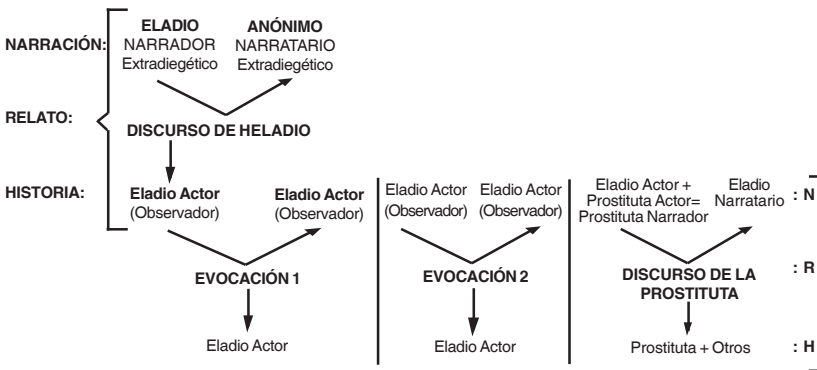 ELADIO ANÓNIMO
NARRACIÓN: NARRADOR NARRATARIO
Extradiegético Extradiegético
RELATO:
DISCURSO DE HELADIO
HISTORIA: Eladio Actor Eladio Actor Eladio Actor Eladio Actor Eladio Actor + Eladio
(Observador) (Observador) (Observador) (Observador) Prostituta Actor= Narratario : N
Prostituta Narrador
EVOCACIÓN 1 EVOCACIÓN 2 DISCURSO DE LA : R
PROSTITUTA
Eladio Actor Eladio Actor Prostituta + Otros : H